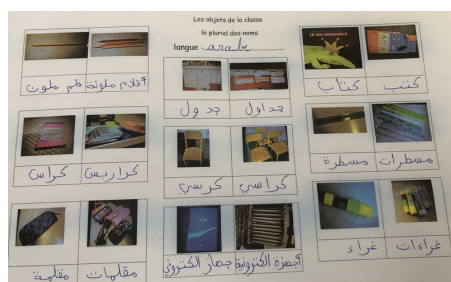 Les objets de la classe
le pluriel des noms
langue : arabe
قلم ملون أقلام ملونة
جدول جداول
كتاب كتب
كراس كراريس
كرسي كراسي
مسطرة مسطرات
مقلمة مقلمات
جهاز الكتروني أجهزة الكترونية
غراء غراءات